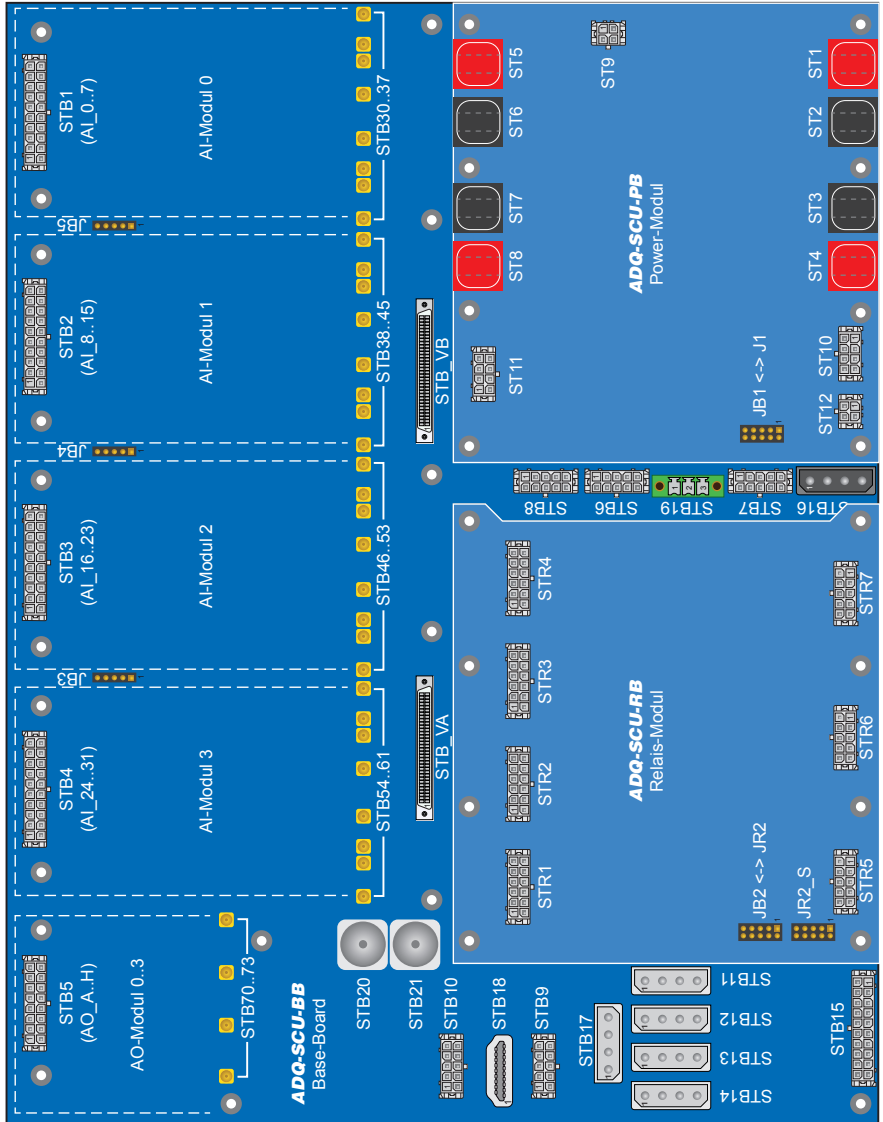 STB1
(AI_0..7)
AI-Modul 0
STB30..37
JB5
STB2
(AI_8..15)
AI-Modul 1
STB38..45
JB4
STB3
(AI_16..23)
AI-Modul 2
STB46..53
JB3
STB4
(AI_24..31)
AI-Modul 3
STB54..61
STB5
(AO_A..H)
AO-Modul 0..3
STB70..73
ADQ-SCU-BB
Base-Board
STB_VB
STB_VA
STB20
STB21
STB10
STB18
STB9
STB17
STB11
STB12
STB13
STB14
STB15
ST5
ST6
ST7
ST8
ST9
ST1
ST2
ST3
ST4
ADQ-SCU-PB
Power-Modul
ST11
ST10
ST12
JB1 <-> J1
STB8
STB6
STB19
1
2
3
STB7
STB16
STR4
STR3
STR2
STR1
ADQ-SCU-RB
Relais-Modul
STR7
STR6
STR5
JB2 <-> JR2
JR2_S